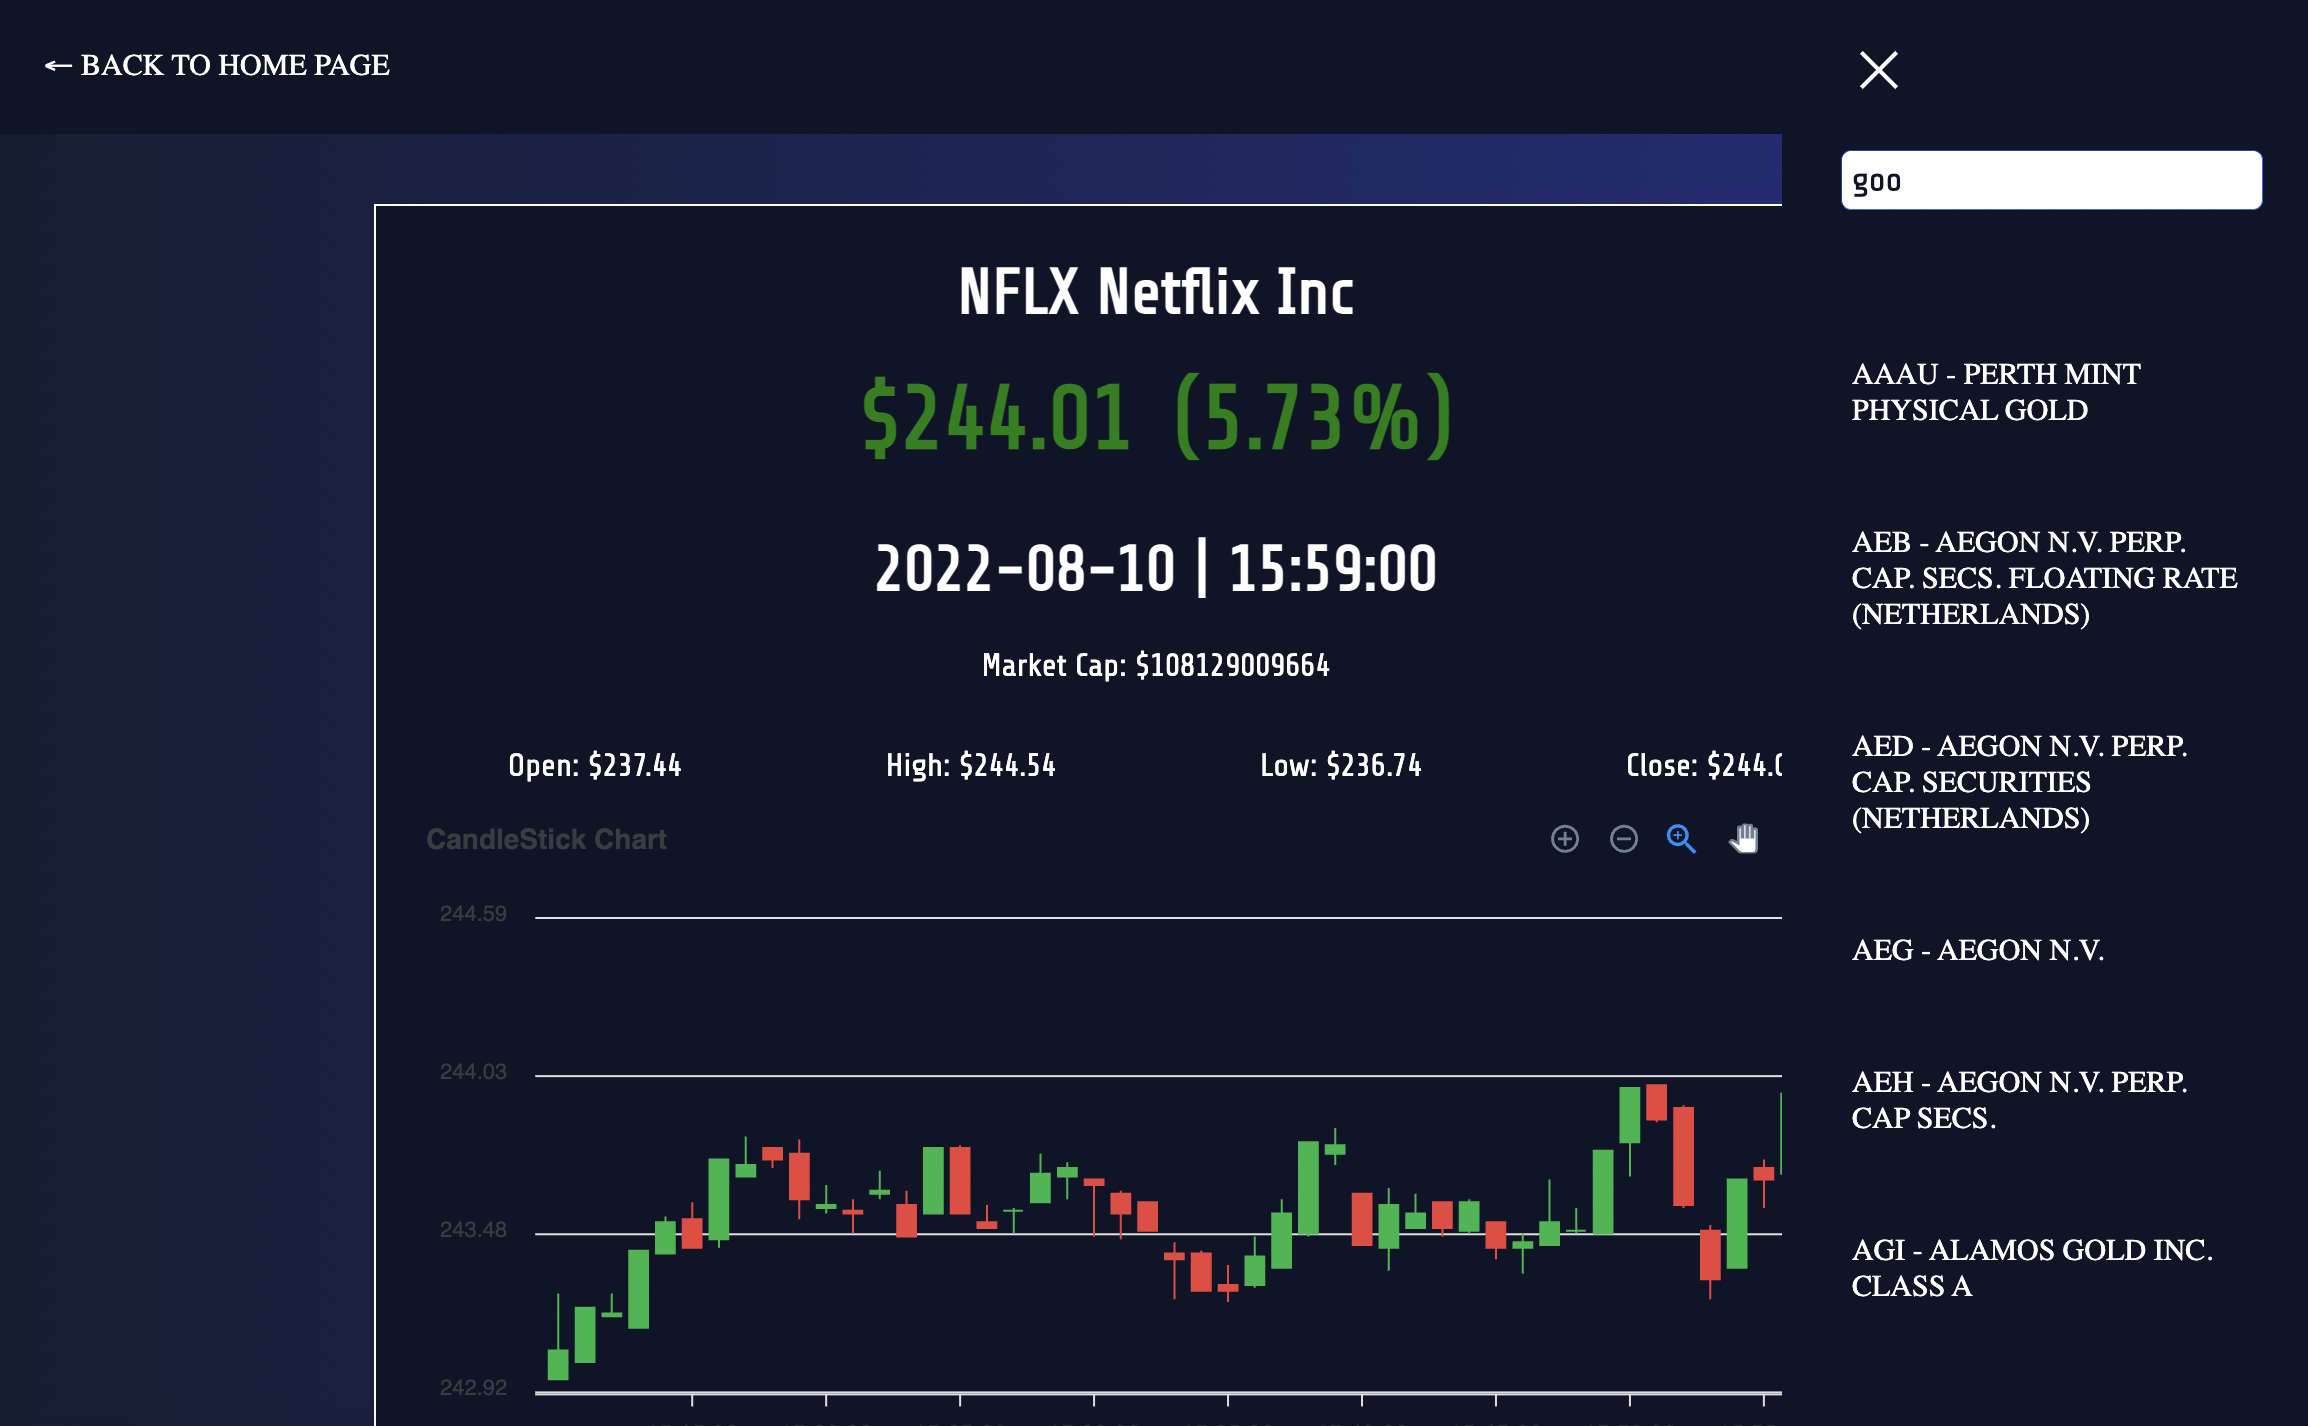 ← BACK TO HOME PAGE
goo
NFLX Netflix Inc
$244.01 (5.73%)
2022-08-10 | 15:59:00
Market Cap: $108129009664
Open: $237.44 High: $244.54 Low: $236.74 Close: $244.
CandleStick Chart
244.59
244.03
243.48
242.92
AAAU - PERTH MINT
PHYSICAL GOLD
AEB - AEGON N.V. PERP.
CAP. SECS. FLOATING RATE
(NETHERLANDS)
AED - AEGON N.V. PERP.
CAP. SECURITIES
(NETHERLANDS)
AEG - AEGON N.V.
AEH - AEGON N.V. PERP.
CAP SECS.
AGI - ALAMOS GOLD INC.
CLASS A